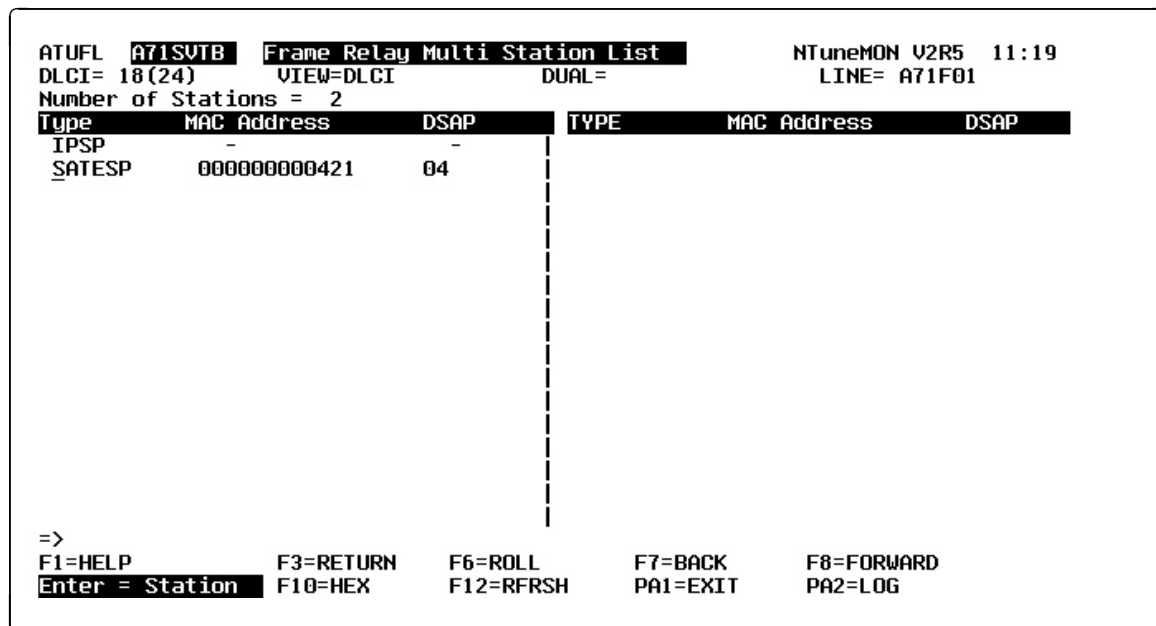 ATUFL A71SVTB Frame Relay Multi Station List NTuneMON V2R5 11:19
DLCI= 18(24) VIEW=DLCI DUAL= LINE= A71F01
Number of Stations = 2
Type MAC Address DSAP TYPE MAC Address DSAP
IPSP - -
SATESP 000000000421 04
=>
F1=HELP F3=RETURN F6=ROLL F7=BACK F8=FORWARD
Enter = Station F10=HEX F12=RFRSH PA1=EXIT PA2=LOG